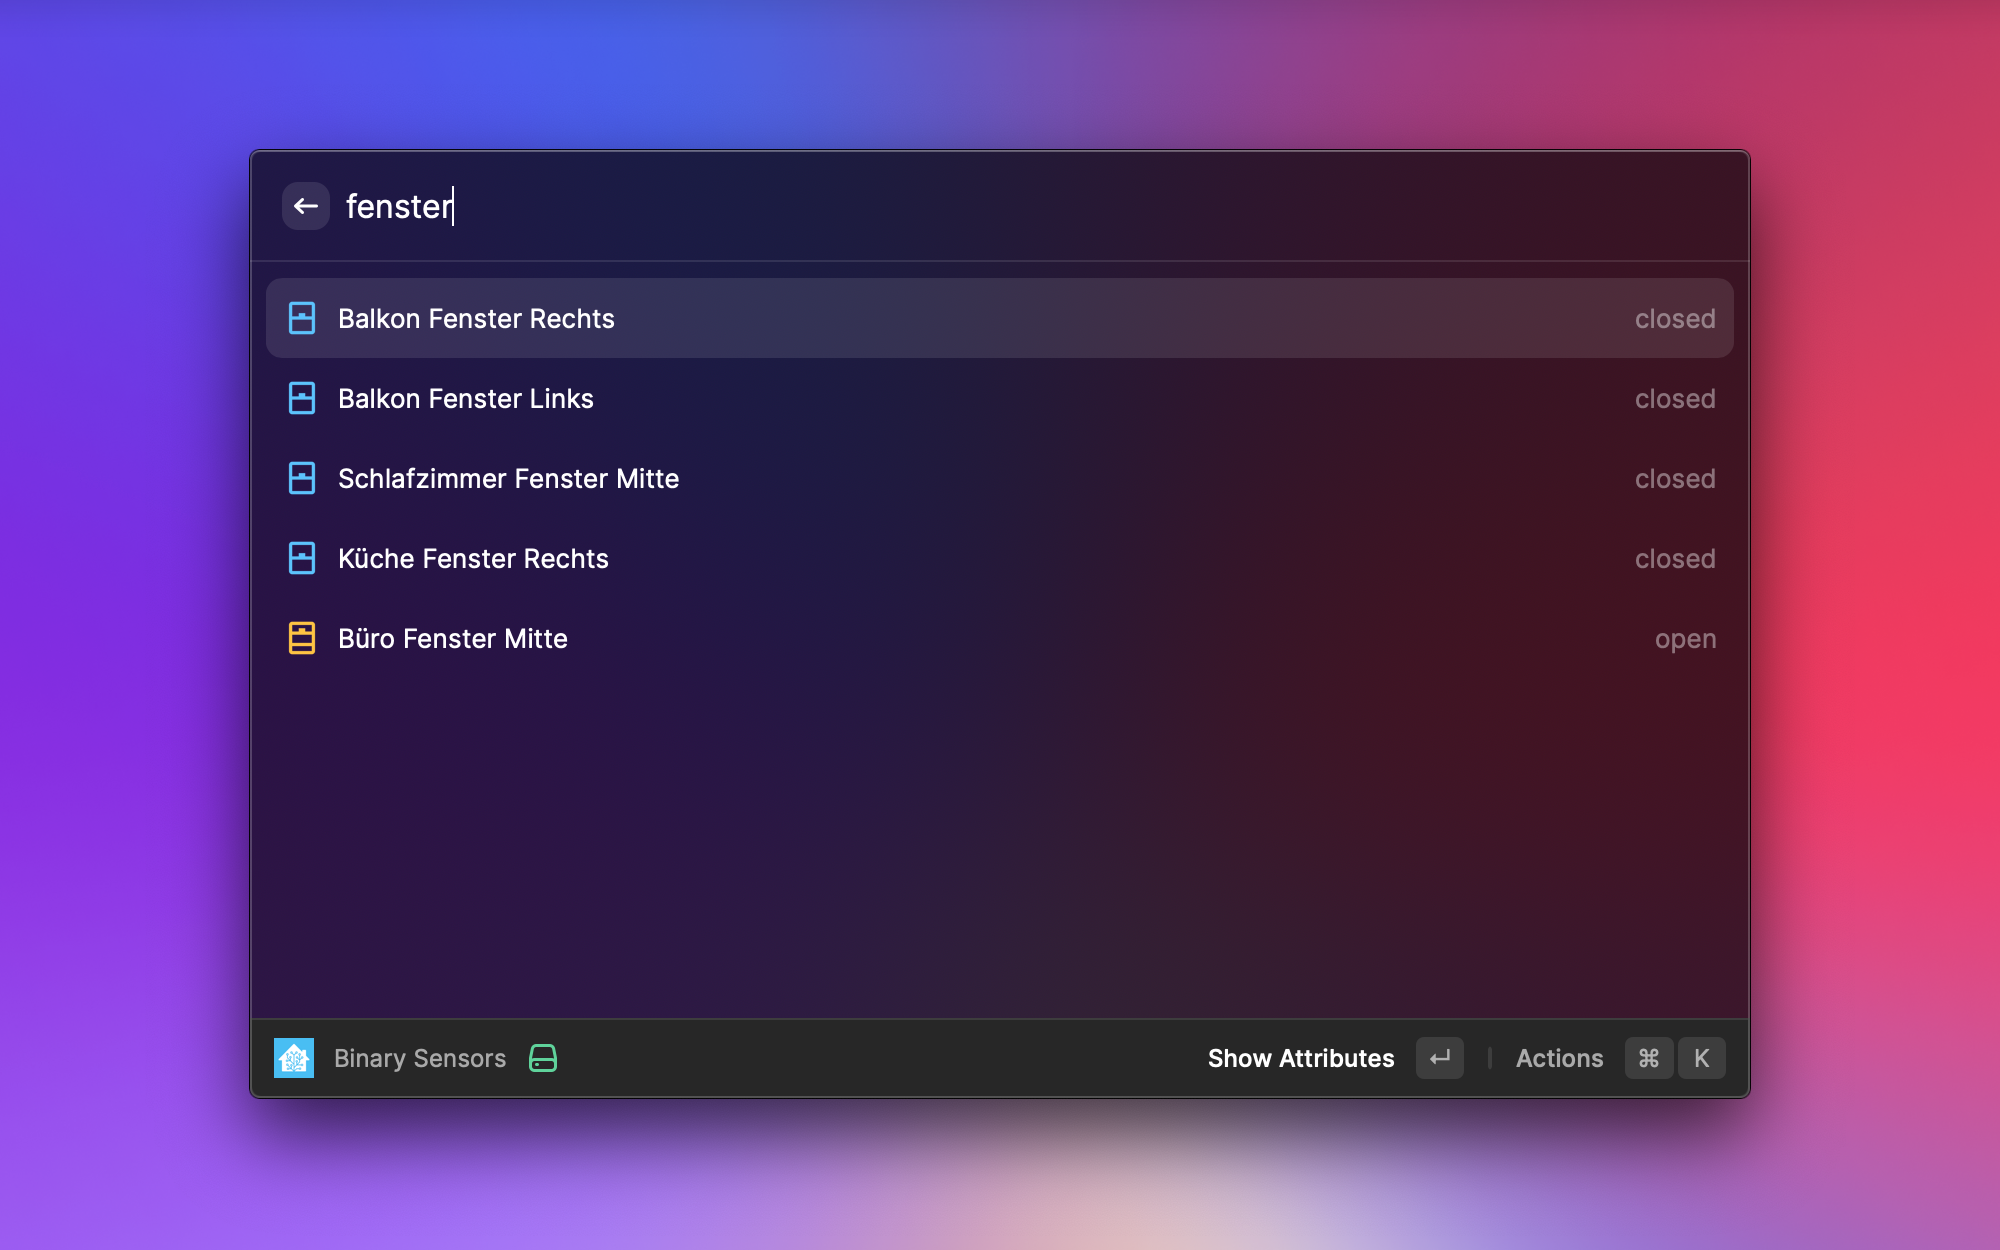 fenster
Balkon Fenster Rechts closed
Balkon Fenster Links closed
Schlafzimmer Fenster Mitte closed
Küche Fenster Rechts closed
Büro Fenster Mitte open
Binary Sensors Show Attributes ↵ Actions ⌘ K